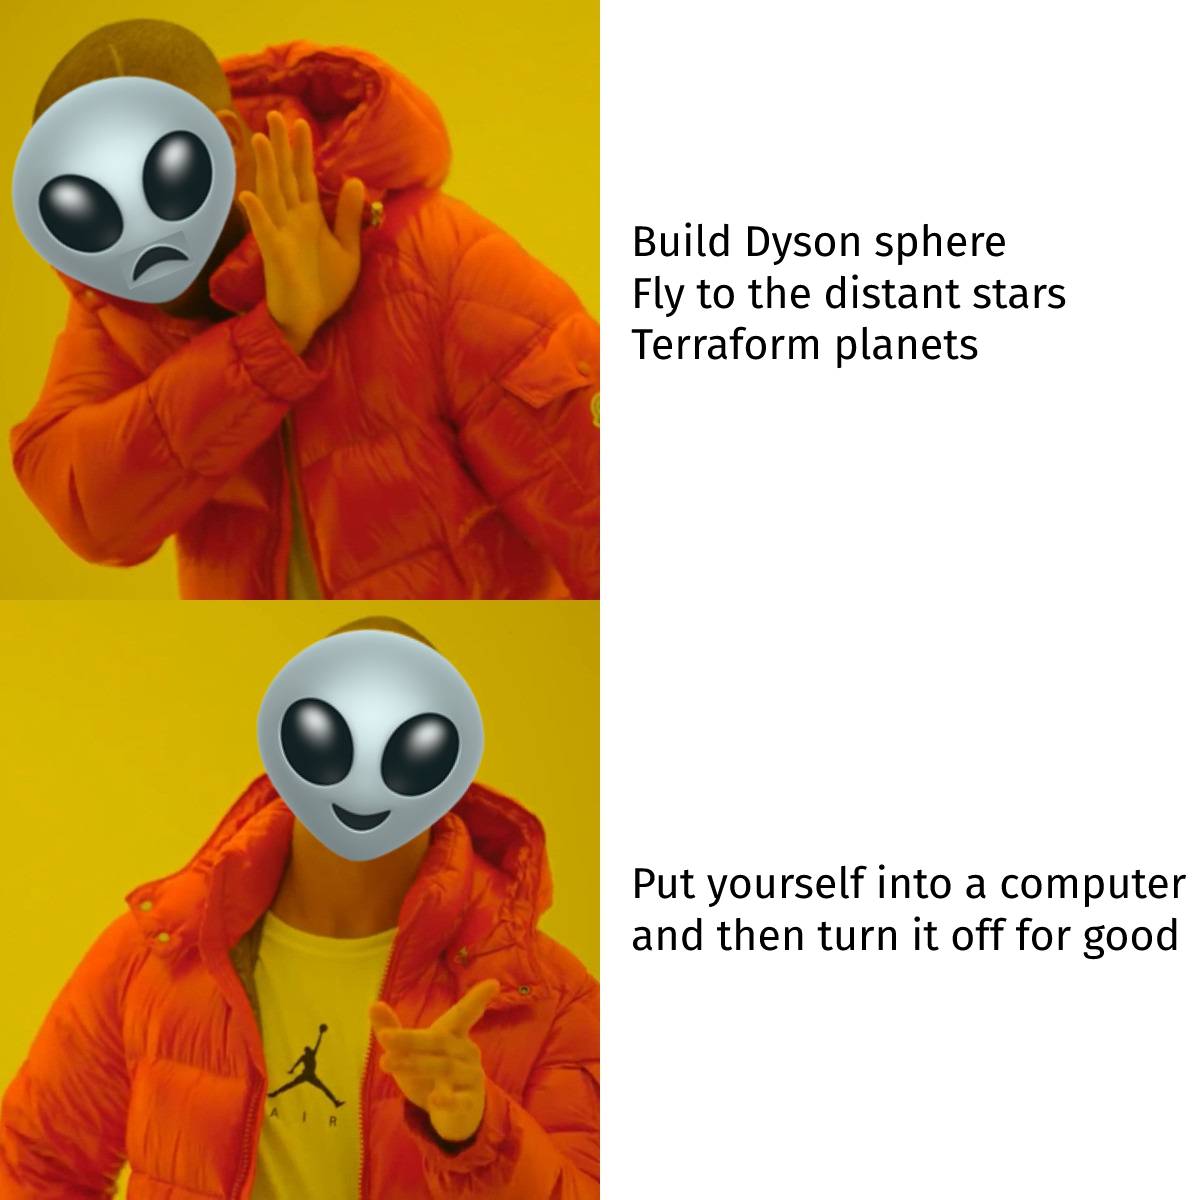 Build Dyson sphere
Fly to the distant stars
Terraform planets
Put yourself into a computer
and then turn it off for good
AIR